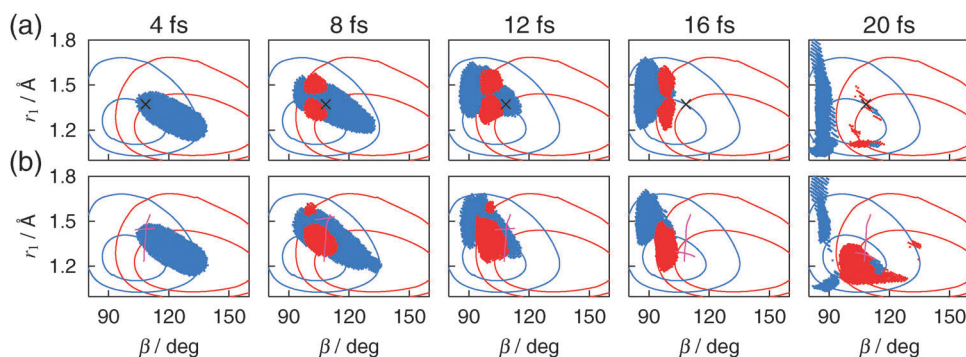 (a) 4 fs 8 fs 12 fs 16 fs 20 fs
1.8
1.5
1.2
r1 / Å
(b)
1.8
1.5
1.2
r1 / Å
90 120 150 90 120 150 90 120 150 90 120 150 90 120 150
β / deg β / deg β / deg β / deg β / deg